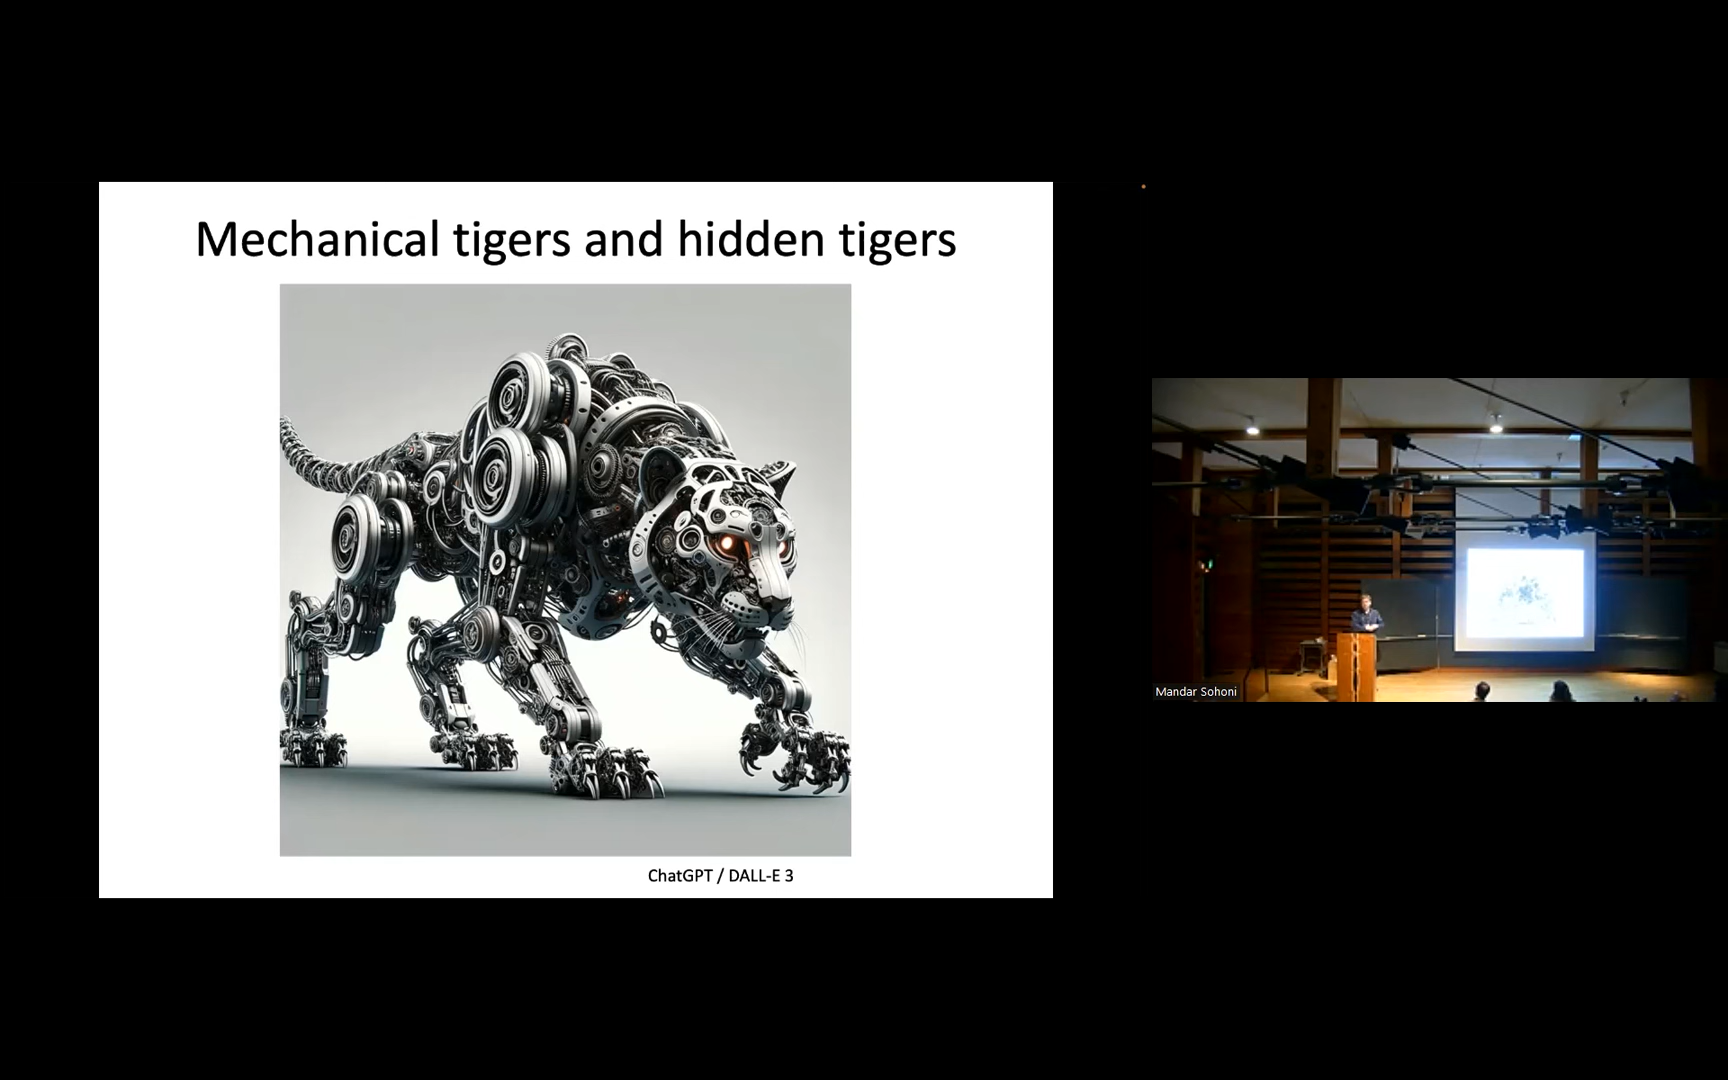 Mechanical tigers and hidden tigers
ChatGPT / DALL-E 3
Mandar Sohoni